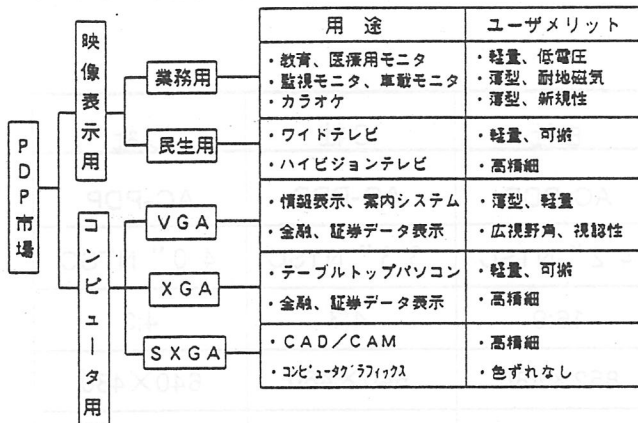 用途 ユーザメリット
PDP市場
映像表示用
業務用
・教育、医療用モニタ ・軽量、低電圧
・監視モニタ、車載モニタ ・薄型、耐地磁気
・カラオケ ・薄型、新規性
民生用
・ワイドテレビ ・軽量、可搬
・ハイビジョンテレビ ・高精細
コンピュータ用
VGA
・情報表示、案内システム ・薄型、軽量
・金融、証券データ表示 ・広視野角、視認性
XGA
・テーブルトップパソコン ・軽量、可搬
・金融、証券データ表示 ・高精細
SXGA
・CAD/CAM ・高精細
・コンピュータグラフィックス ・色ずれなし